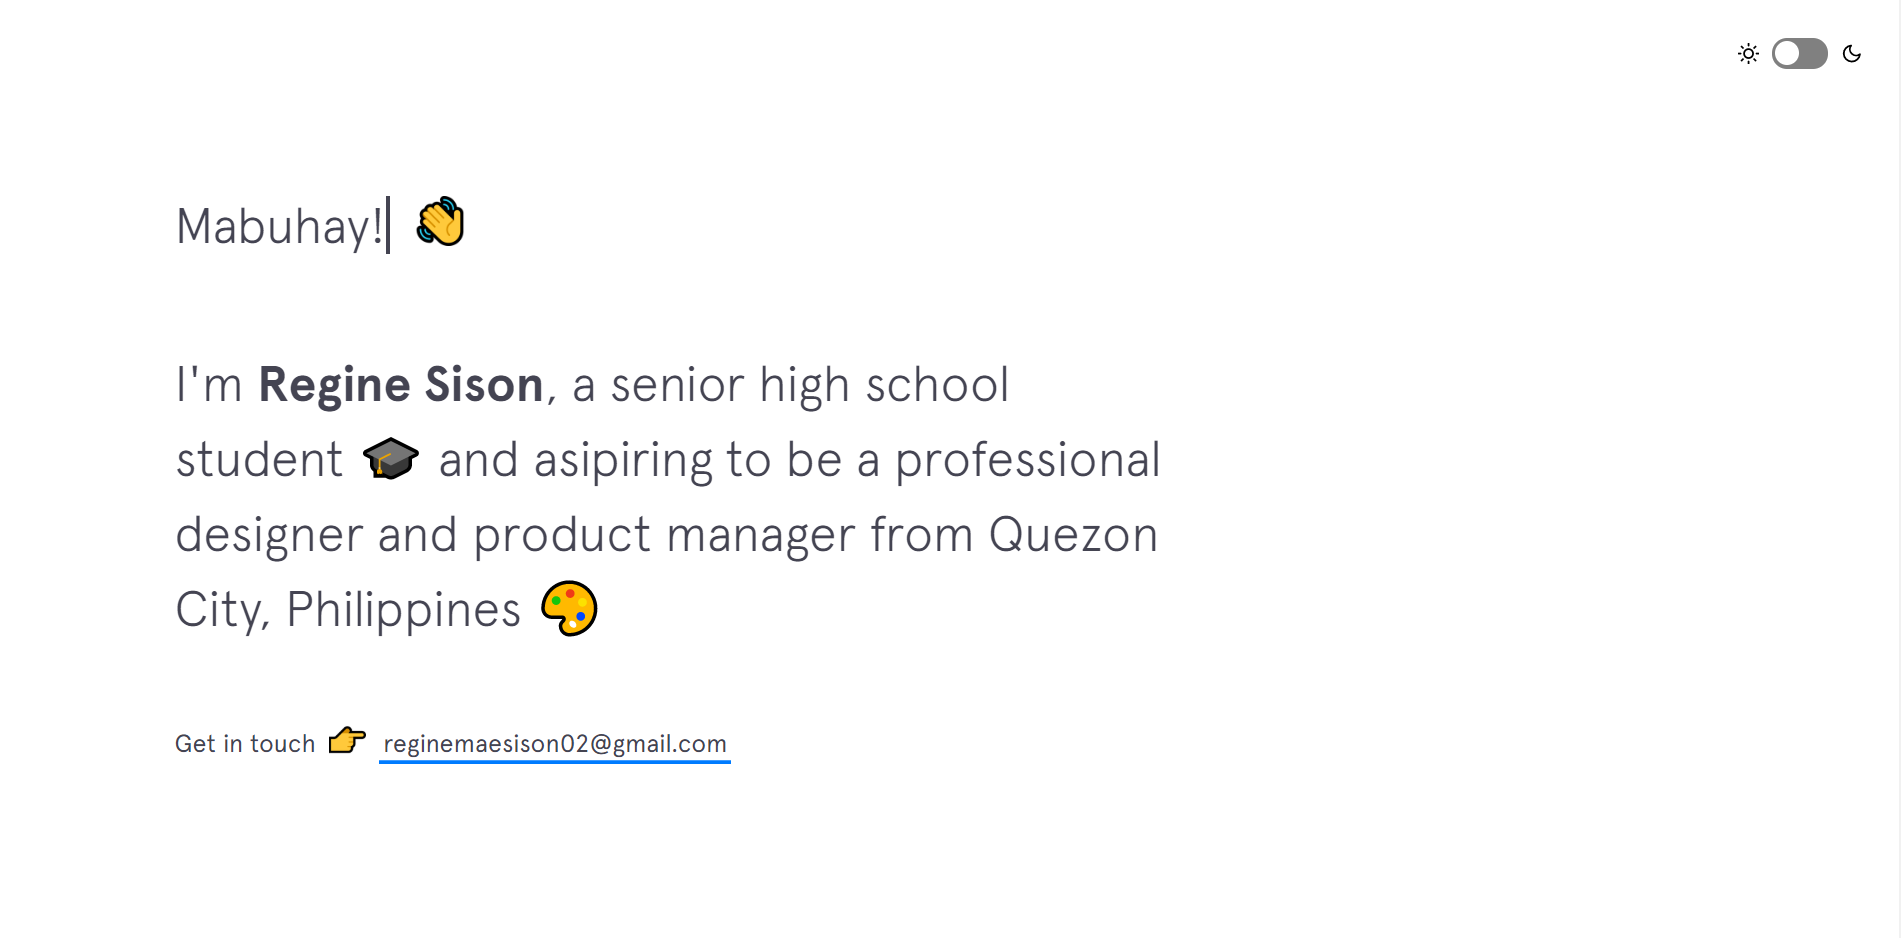 Mabuhay! 👋
I'm Regine Sison, a senior high school
student 🎓 and asipiring to be a professional
designer and product manager from Quezon
City, Philippines 🎨
Get in touch 👉 reginemaesison02@gmail.com